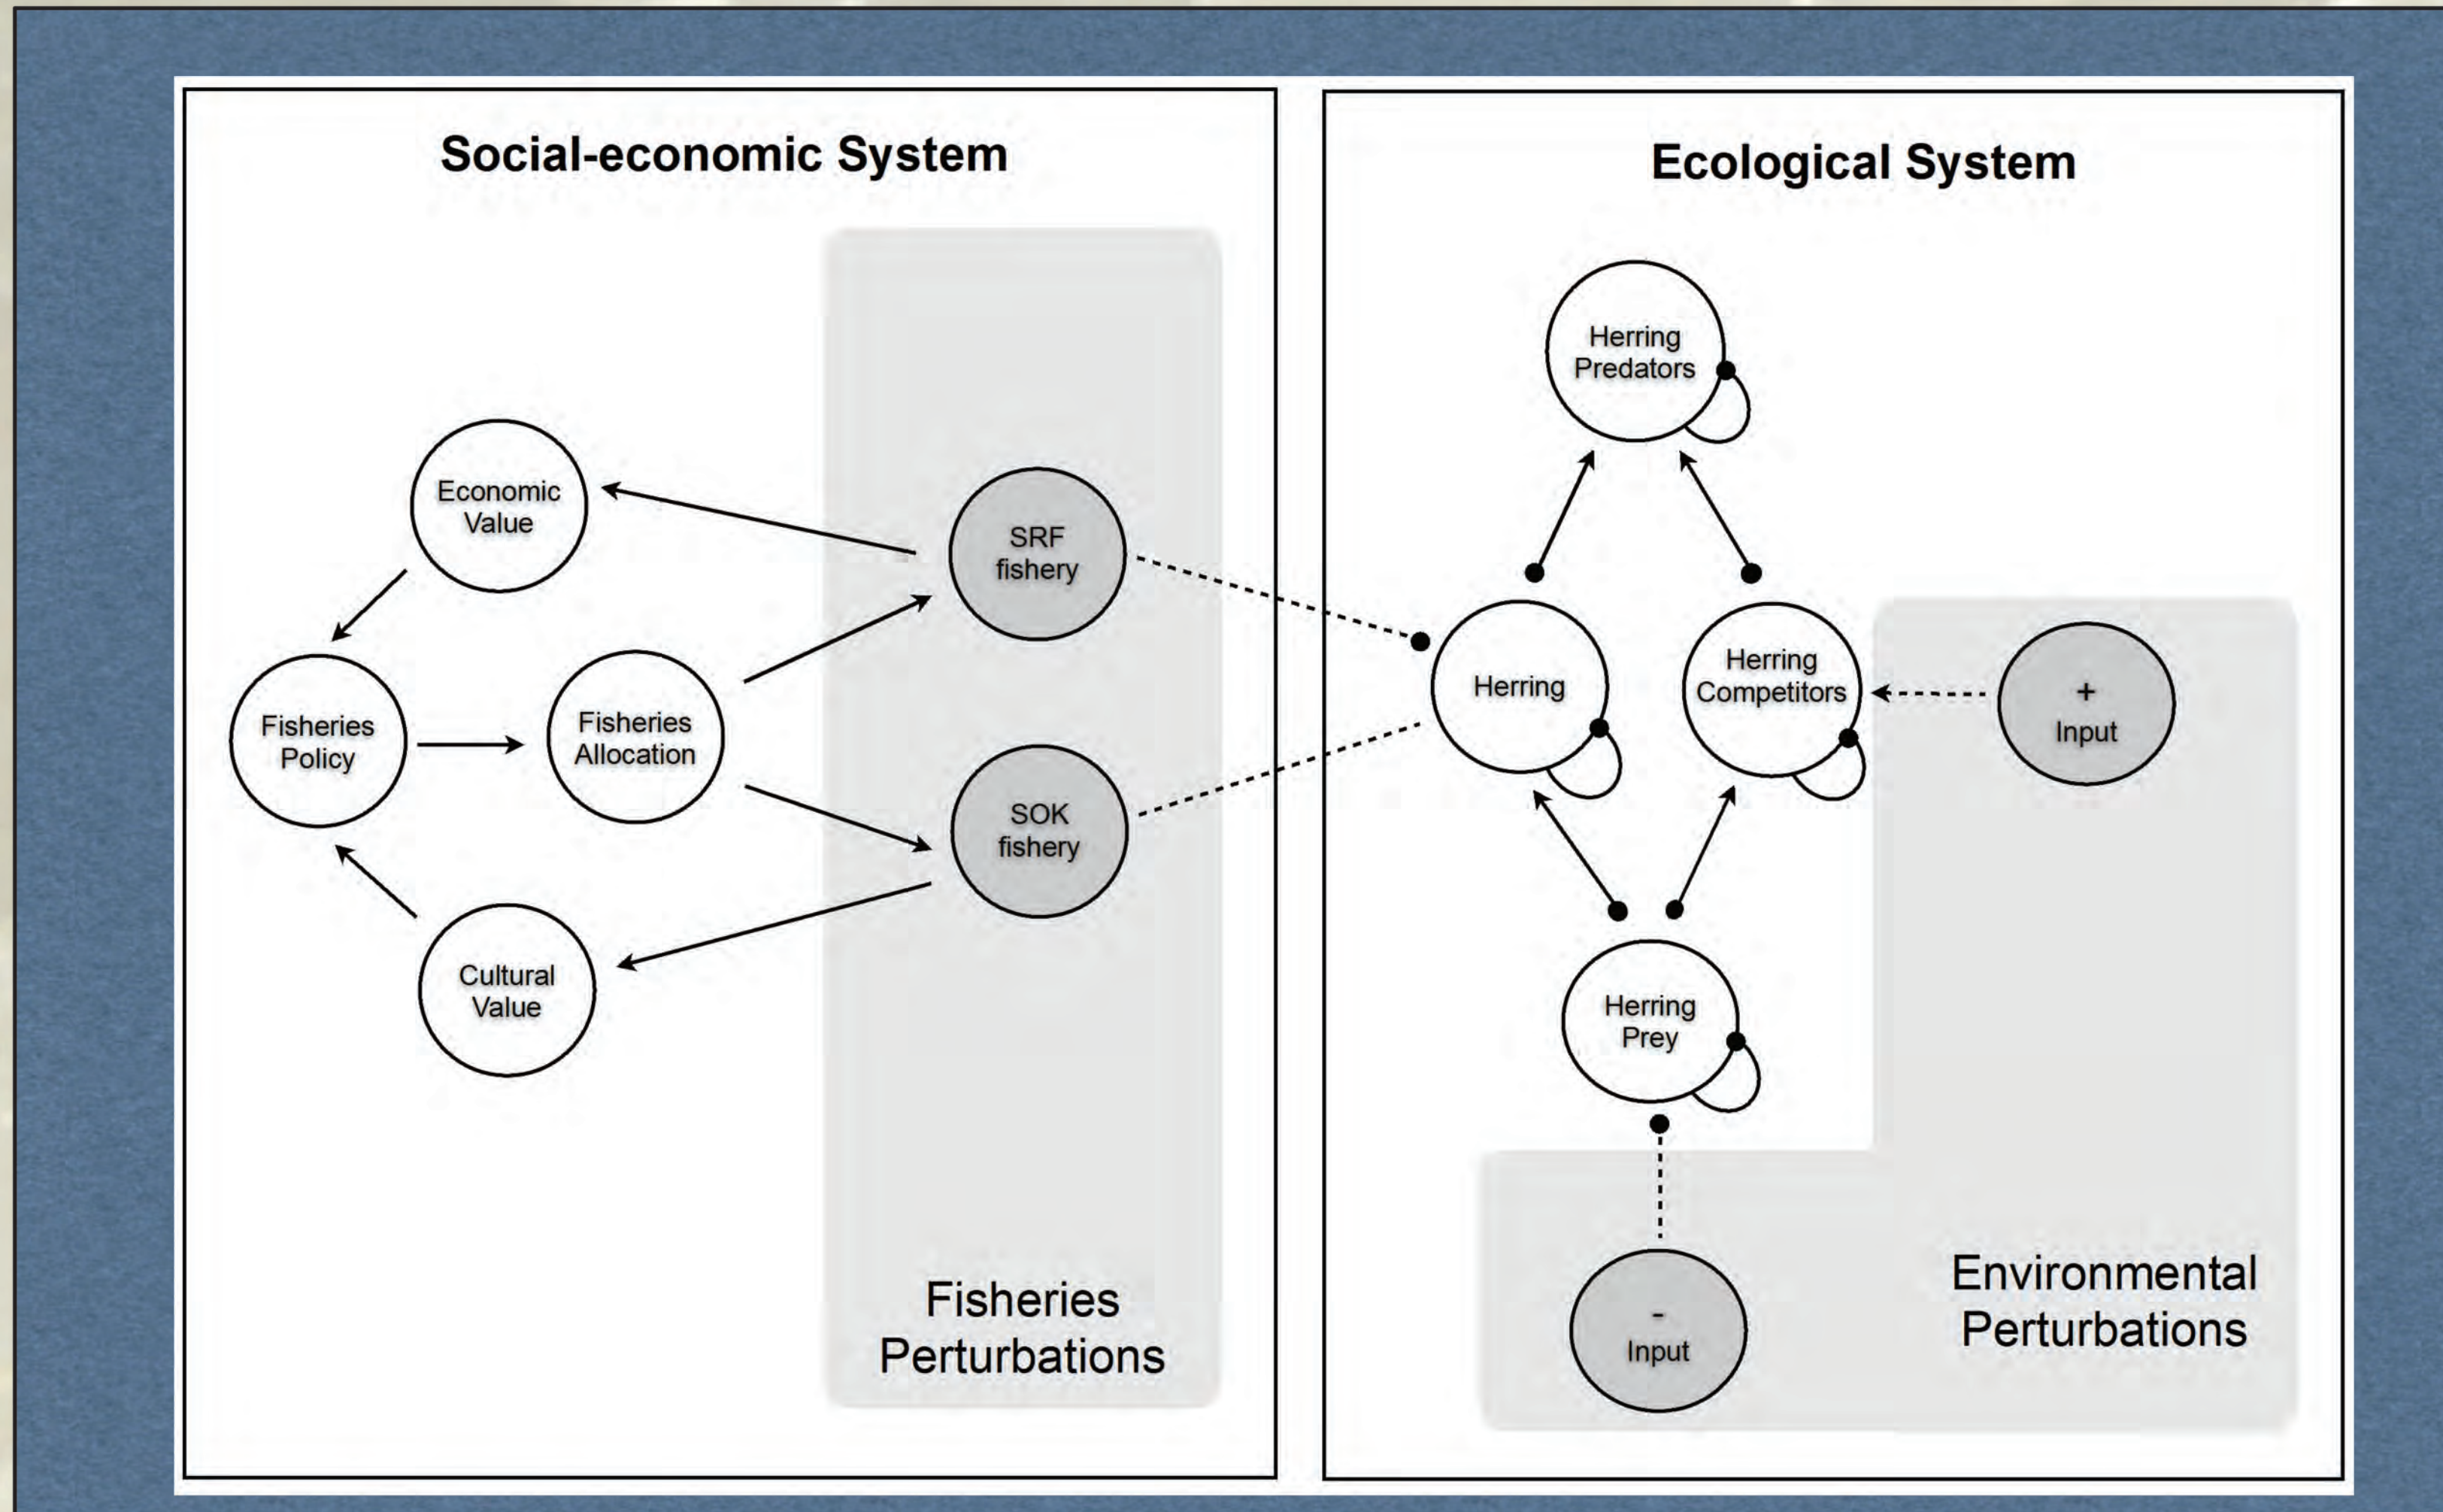 Social-economic System
Economic
Value
SRF
fishery
Fisheries
Policy
Fisheries
Allocation
SOK
fishery
Cultural
Value
Fisheries
Perturbations
Ecological System
Herring
Predators
Herring
Herring
Competitors
+
Input
Herring
Prey
-
Input
Environmental
Perturbations